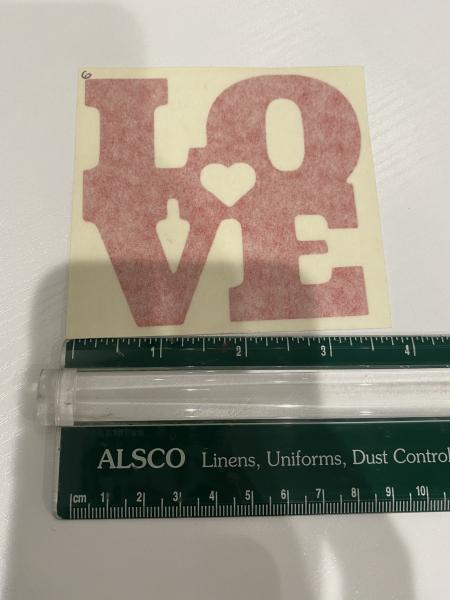 6
LO
VE
1 2 3 4
ALSCO Linens, Uniforms, Dust Control
cm 1 2 3 4 5 6 7 8 9 10